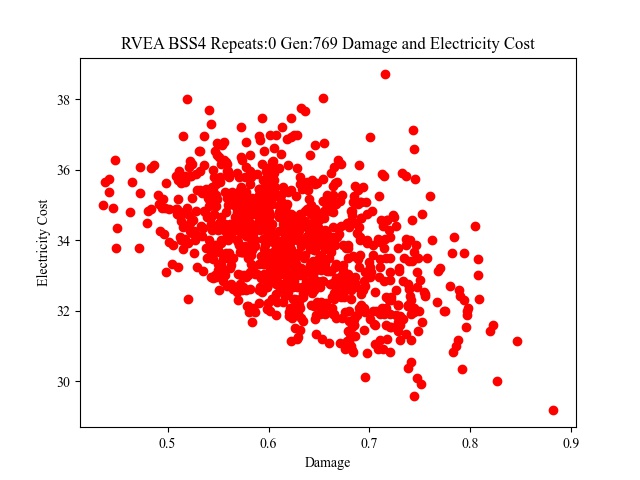 RVEA BSS4 Repeats:0 Gen:769 Damage and Electricity Cost
38
36
34
32
30
Electricity Cost
0.5 0.6 0.7 0.8 0.9
Damage